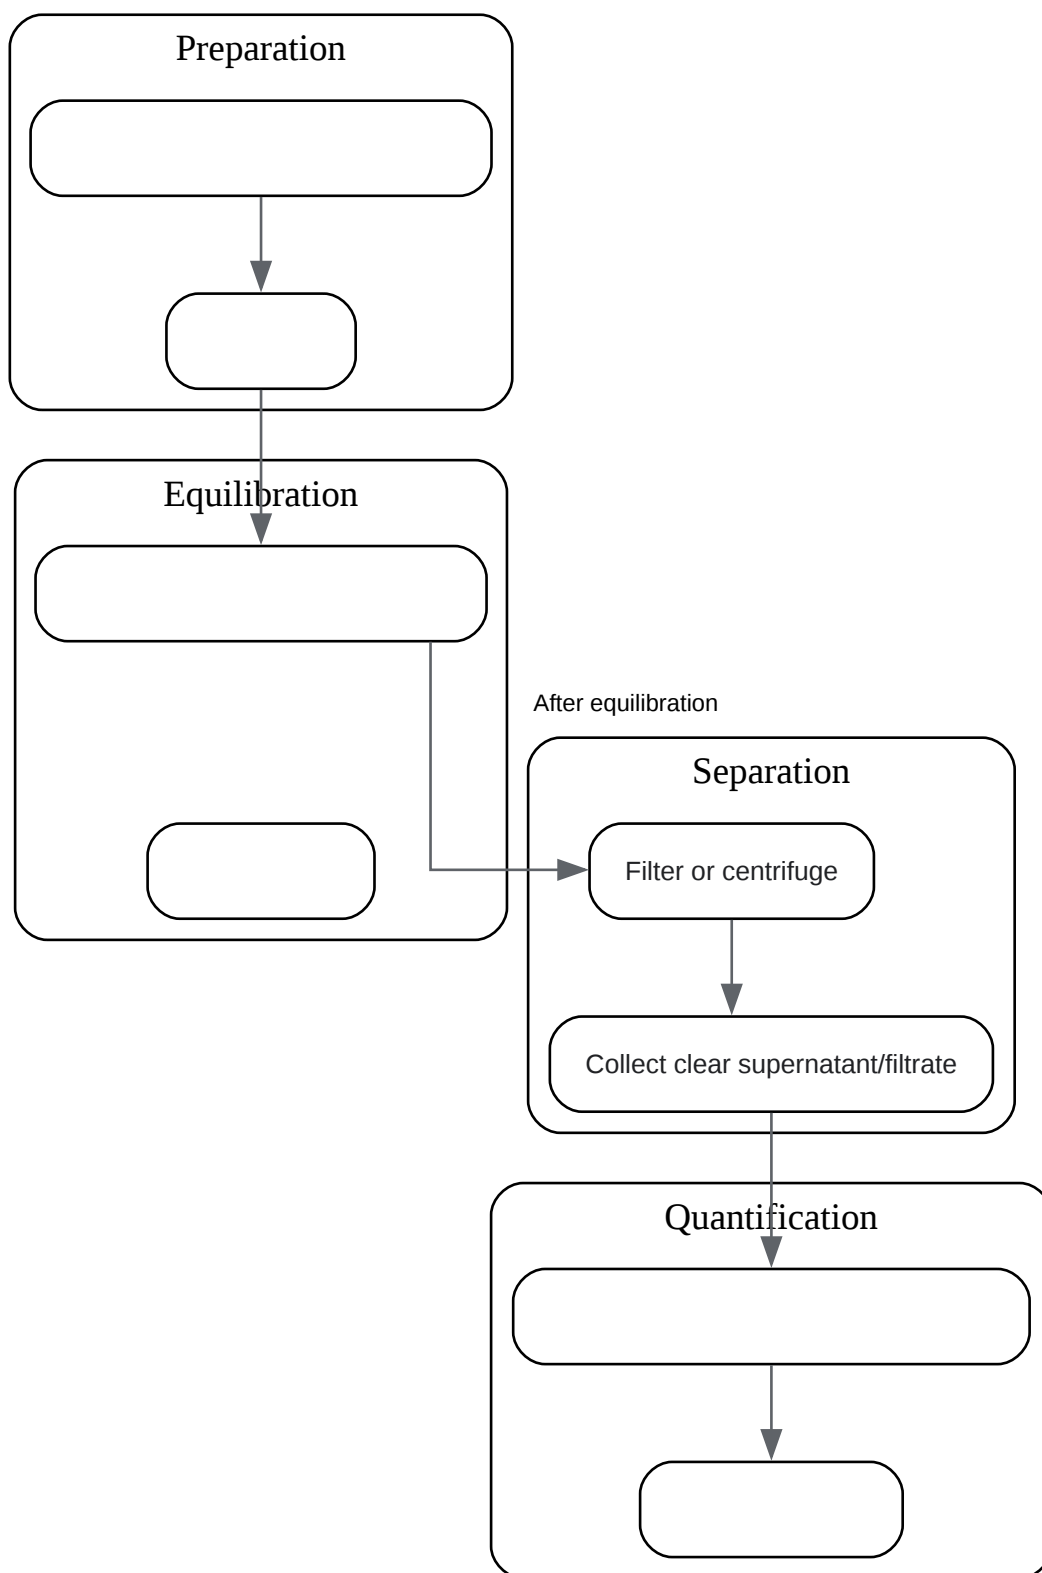 Preparation
Equilibration
After equilibration
Separation
Filter or centrifuge
Collect clear supernatant/filtrate
Quantification